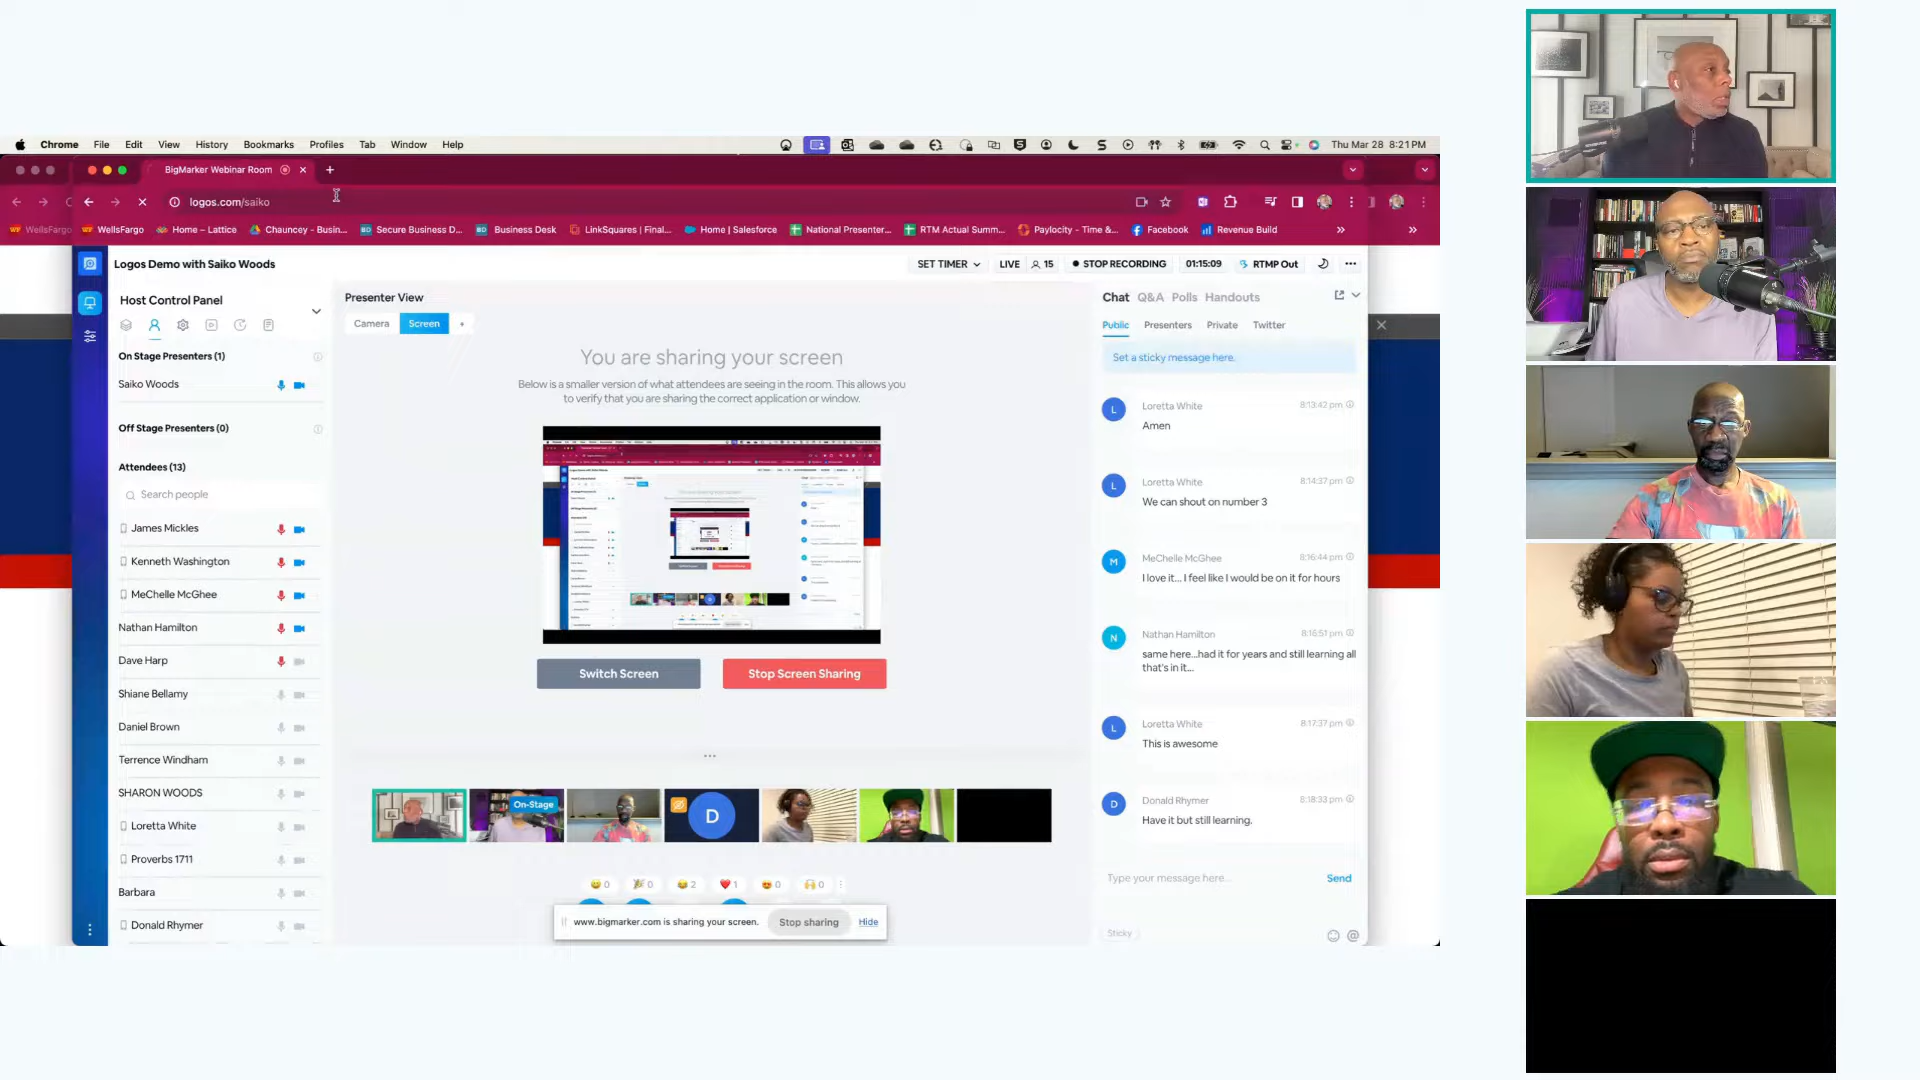 Chrome File Edit View History Bookmarks Profiles Tab Window Help Thu Mar 28 8:21 PM
BigMarker Webinar Room
logos.com/saiko
WellsFargo WellsFargo Home – Lattice Chauncey - Busin... Secure Business D... Business Desk LinkSquares | Final... Home | Salesforce National Presenter... RTM Actual Summ... Paylocity - Time &... Facebook Revenue Build »
Logos Demo with Saiko Woods SET TIMER LIVE 15 STOP RECORDING 01:15:09 RTMP Out
Host Control Panel
On Stage Presenters (1)
Saiko Woods
Off Stage Presenters (0)
Attendees (13)
Search people
James Mickles
Kenneth Washington
MeChelle McGhee
Nathan Hamilton
Dave Harp
Shiane Bellamy
Daniel Brown
Terrence Windham
SHARON WOODS
Loretta White
Proverbs 1711
Barbara
Donald Rhymer
Presenter View
Camera Screen +
You are sharing your screen
Below is a smaller version of what attendees are seeing in the room. This allows you
to verify that you are sharing the correct application or window.
Switch Screen Stop Screen Sharing
On-Stage
D
0 0 2 1 0 0
www.bigmarker.com is sharing your screen. Stop sharing Hide
Chat Q&A Polls Handouts
Public Presenters Private Twitter
Set a sticky message here.
L Loretta White 8:13:42 pm
Amen
L Loretta White 8:14:37 pm
We can shout on number 3
M MeChelle McGhee 8:16:44 pm
I love it... I feel like I would be on it for hours
N Nathan Hamilton 8:16:51 pm
same here...had it for years and still learning all
that's in it...
L Loretta White 8:17:37 pm
This is awesome
D Donald Rhymer 8:18:33 pm
Have it but still learning.
Type your message here... Send
Sticky